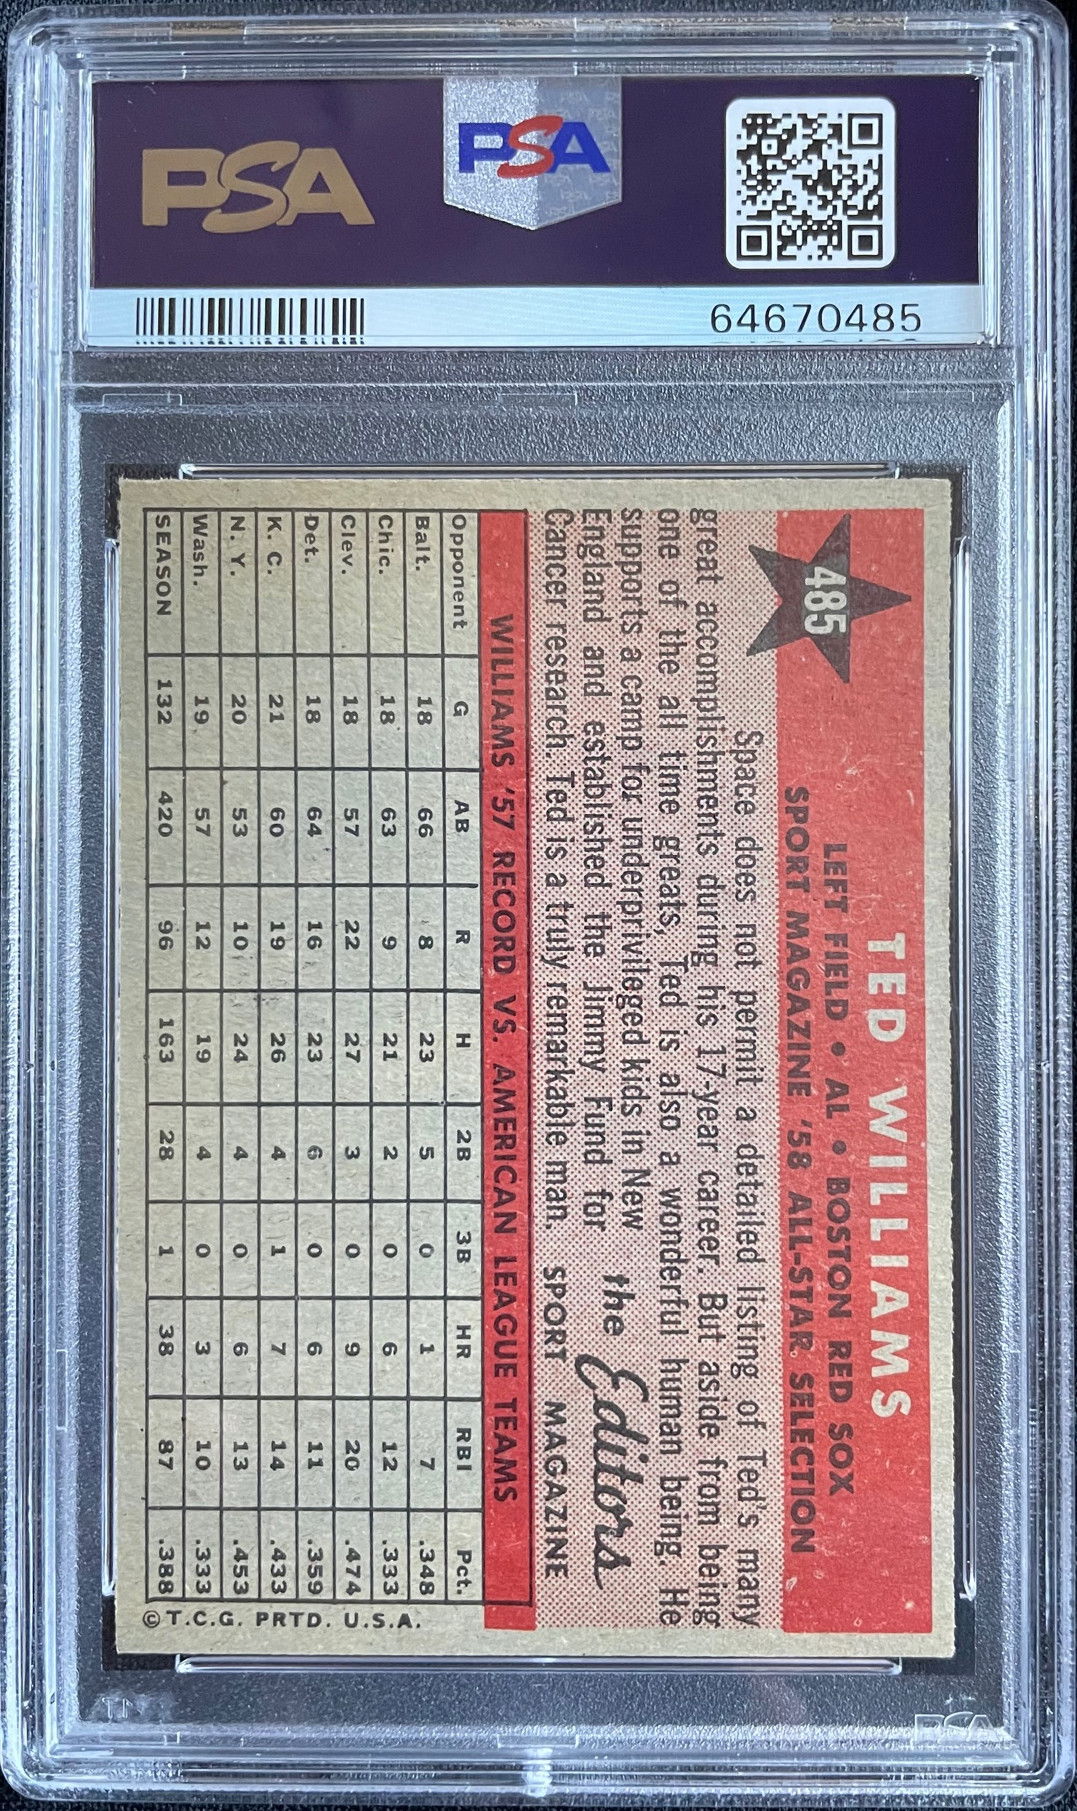 PSA
PSA
64670485
485
TED WILLIAMS
LEFT FIELD • AL • BOSTON RED SOX
SPORT MAGAZINE '58 ALL-STAR SELECTION
Space does not permit a detailed listing of Ted's many
great accomplishments during his 17-year career. But aside from being
one of the all time greats, Ted is also a wonderful human being. He
supports a camp for underprivileged kids in New
England and established the Jimmy Fund for
Cancer research. Ted is a truly remarkable man.
the Editors
SPORT MAGAZINE
WILLIAMS '57 RECORD VS. AMERICAN LEAGUE TEAMS
Opponent G AB R H 2B 3B HR RBI Pct.
Balt. 18 66 8 23 5 0 1 7 .348
Chic. 18 63 9 21 2 0 6 12 .333
Clev. 18 57 22 27 3 0 9 20 .474
Det. 18 64 16 23 6 0 6 11 .359
K. C. 21 60 19 26 4 1 7 14 .433
N. Y. 20 53 10 24 4 0 6 13 .453
Wash. 19 57 12 19 4 0 3 10 .333
SEASON 132 420 96 163 28 1 38 87 .388
©T.C.G. PRTD. U.S.A.
PSA